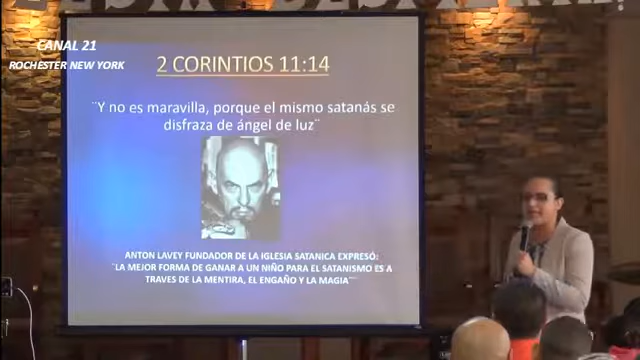 CANAL 21
ROCHESTER NEW YORK
2 CORINTIOS 11:14
¨Y no es maravilla, porque el mismo satanás se
disfraza de ángel de luz¨
ANTON LAVEY FUNDADOR DE LA IGLESIA SATANICA EXPRESÓ:
¨LA MEJOR FORMA DE GANAR A UN NIÑO PARA EL SATANISMO ES A
TRAVES DE LA MENTIRA, EL ENGAÑO Y LA MAGIA¨¨